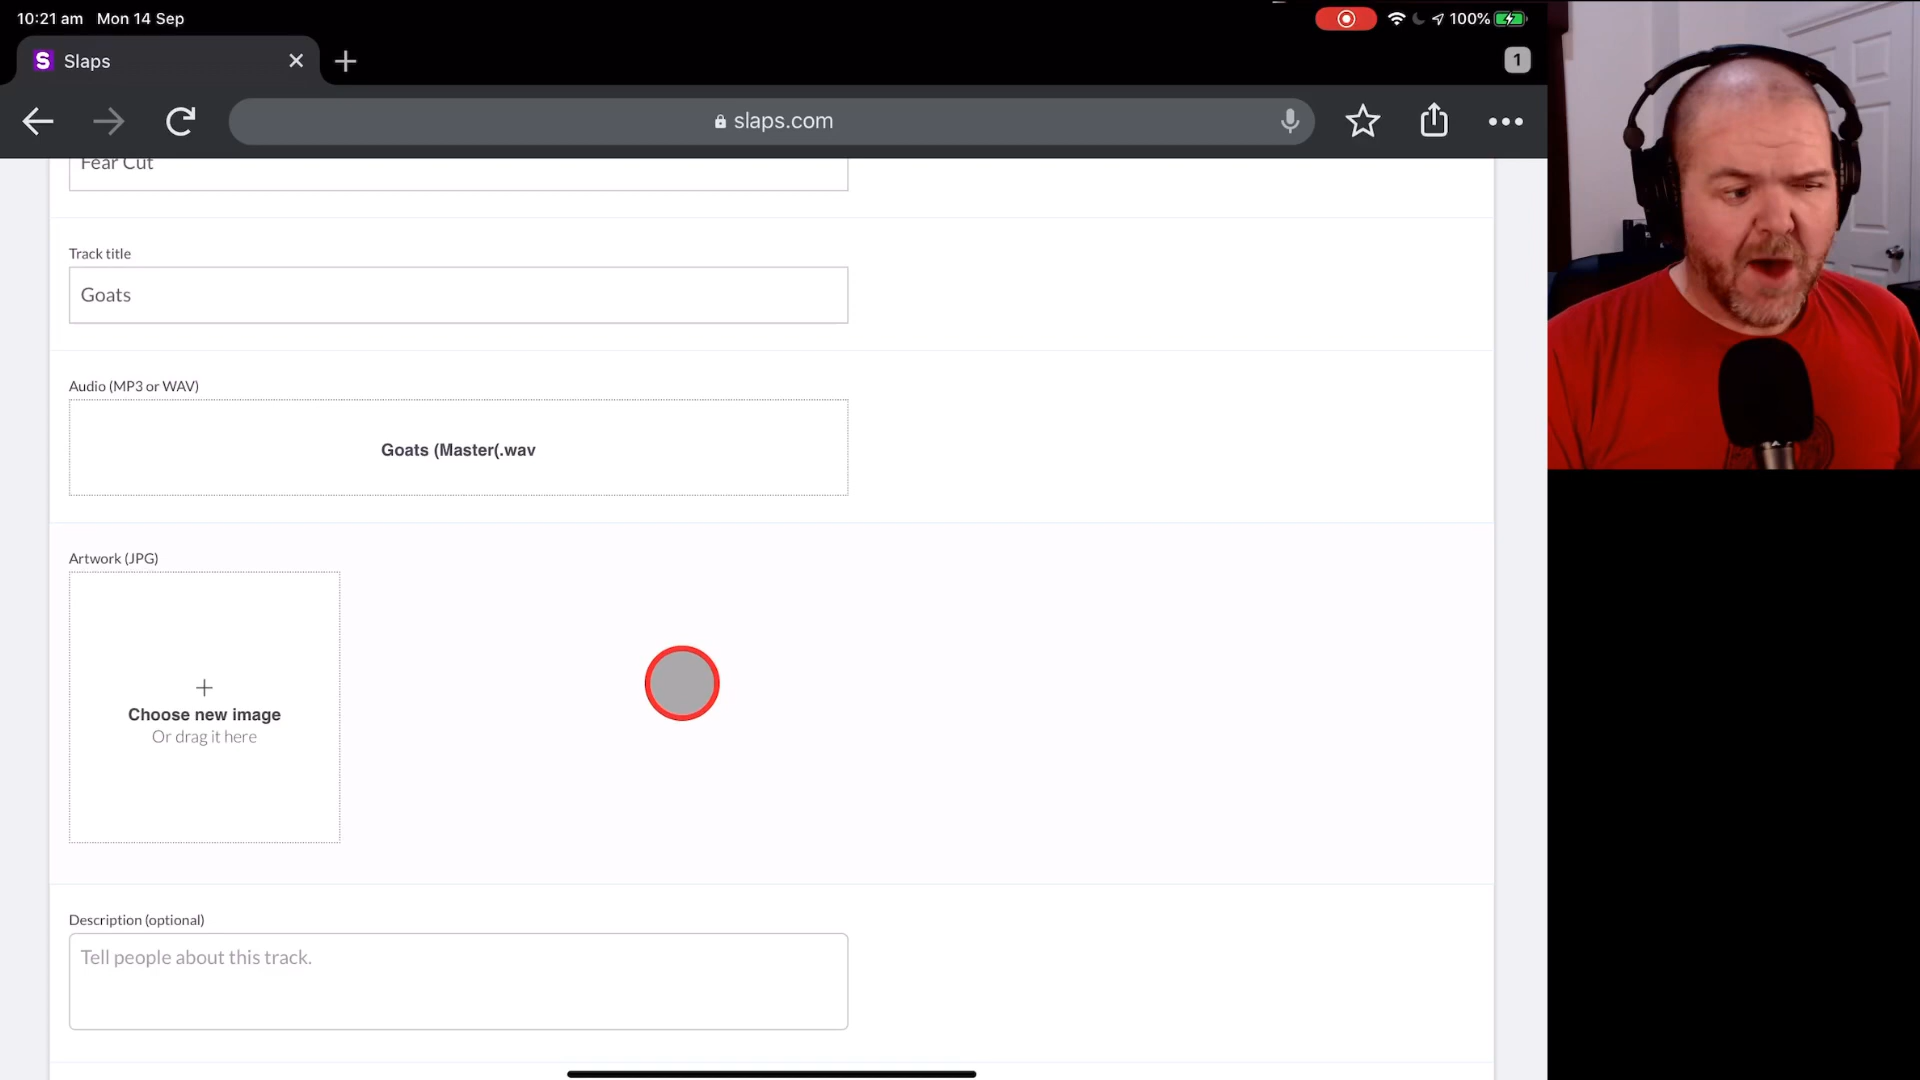 10:21 am Mon 14 Sep
100%
S Slaps
1
slaps.com
Fear Cut
Track title
Goats
Audio (MP3 or WAV)
Goats (Master(.wav
Artwork (JPG)
Choose new image
Or drag it here
Description (optional)
Tell people about this track.